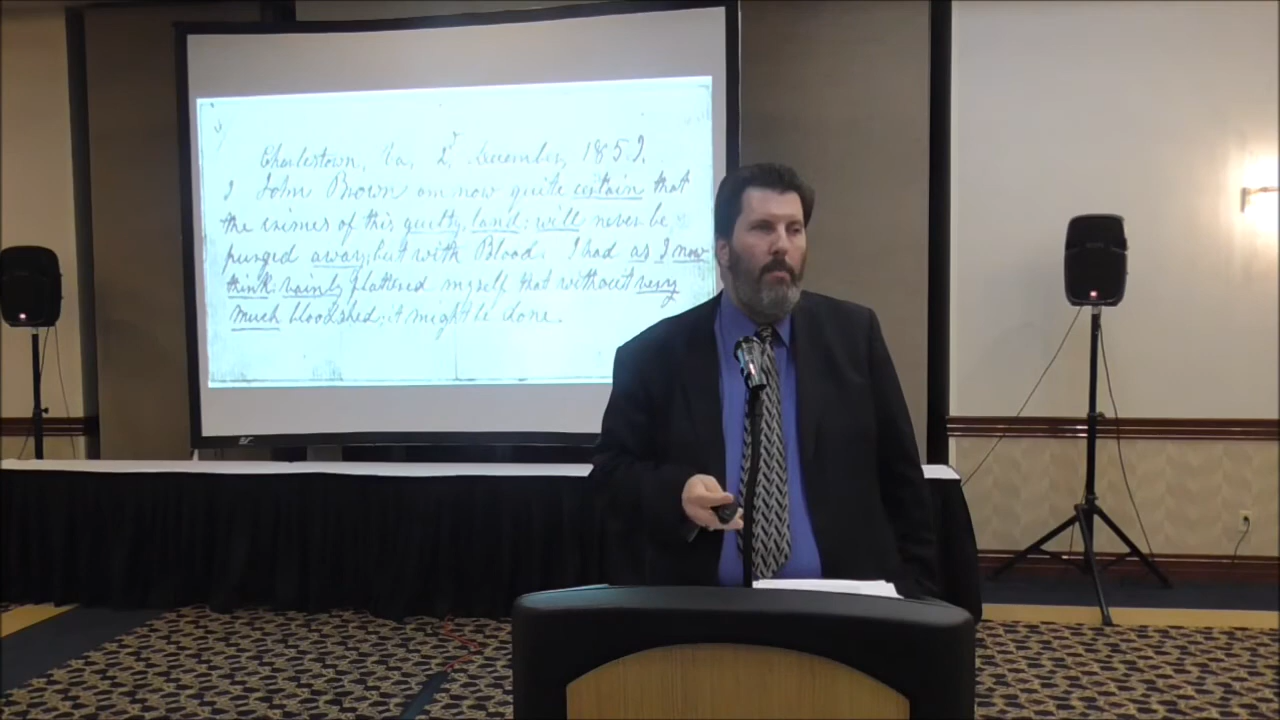 Charlestown, Va, 2d, December, 1859.
I John Brown am now quite certain that
the crimes of this guilty, land: will never be
purged away; but with Blood. I had as I now
think: vainly flattered myself that without very
much bloodshed; it might be done.